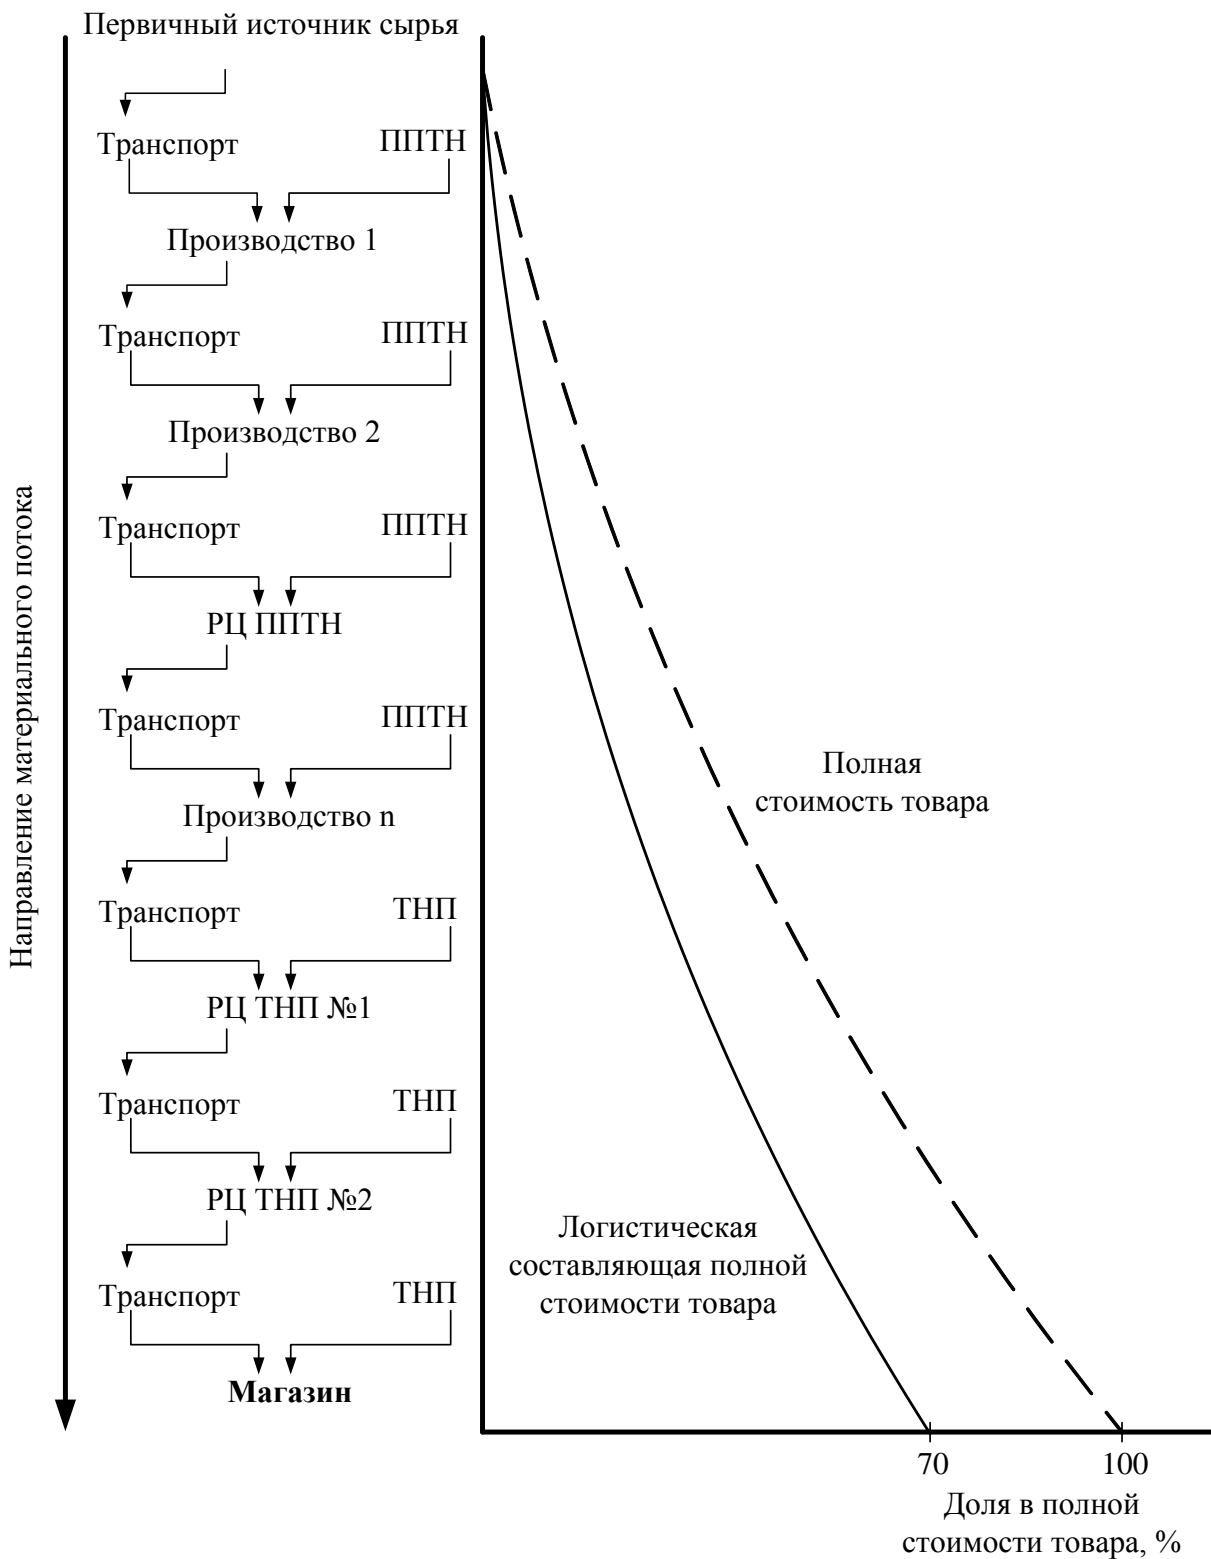 Первичный источник сырья
Транспорт
ППТН
Производство 1
Транспорт
ППТН
Производство 2
Транспорт
ППТН
РЦ ППТН
Транспорт
ППТН
Производство n
Транспорт
ТНП
РЦ ТНП №1
Транспорт
ТНП
РЦ ТНП №2
Транспорт
ТНП
Магазин
Направление материального потока
Полная
стоимость товара
Логистическая
составляющая полной
стоимости товара
70
100
Доля в полной
стоимости товара, %